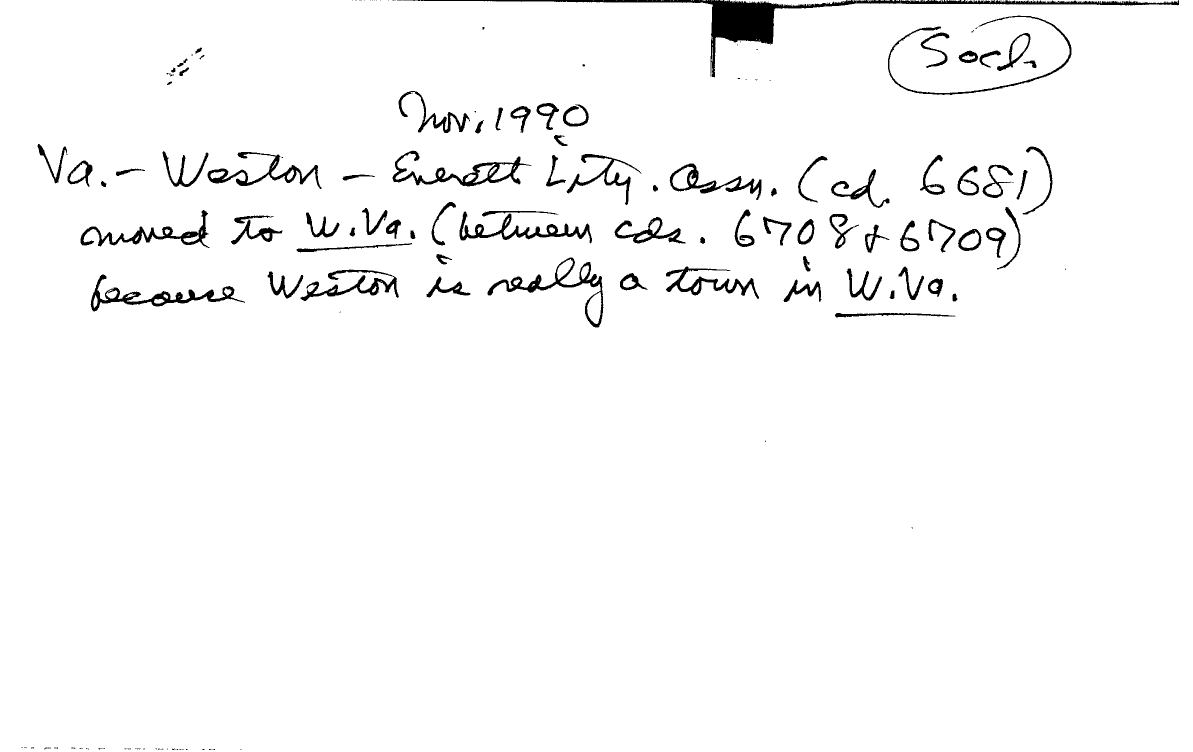 Soch.
Nov. 1990
Va. - Weston - Everett Lity. Assn. (cd. 6681)
moved to W.Va. (between cds. 6708 & 6709)
because Weston is really a town in W.Va.